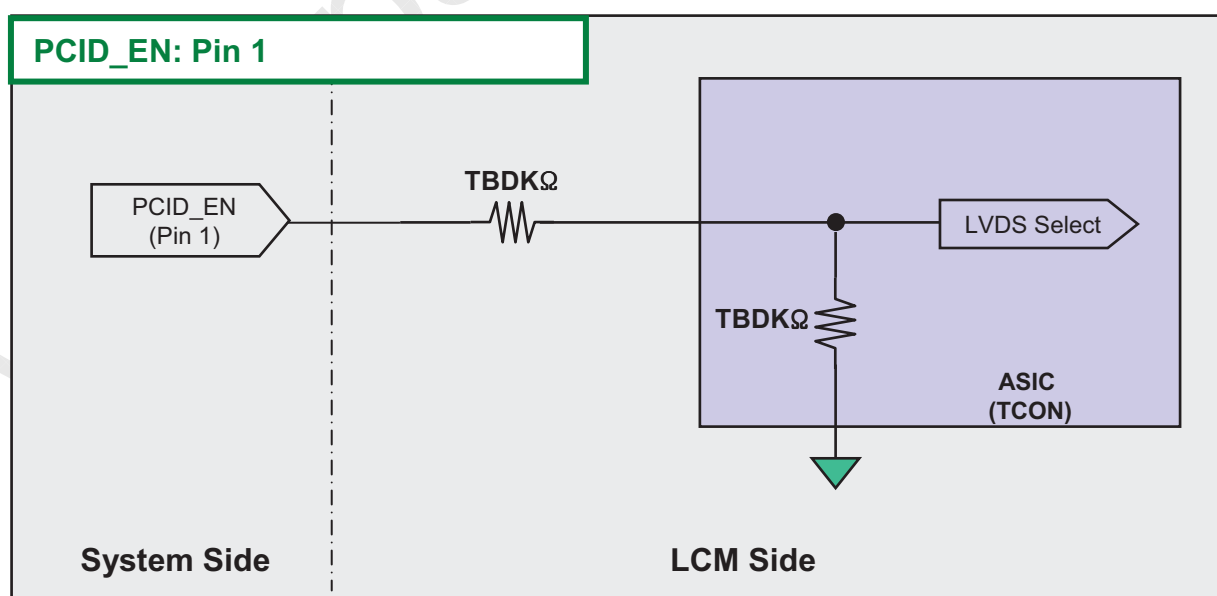 PCID_EN: Pin 1
TBDKΩ
PCID_EN
(Pin 1)
LVDS Select
TBDKΩ
ASIC
(TCON)
System Side
LCM Side